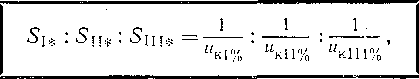 S_{I*} : S_{II*} : S_{III*} = \frac{1}{u_{кI\%}} : \frac{1}{u_{кII\%}} : \frac{1}{u_{кIII\%}},